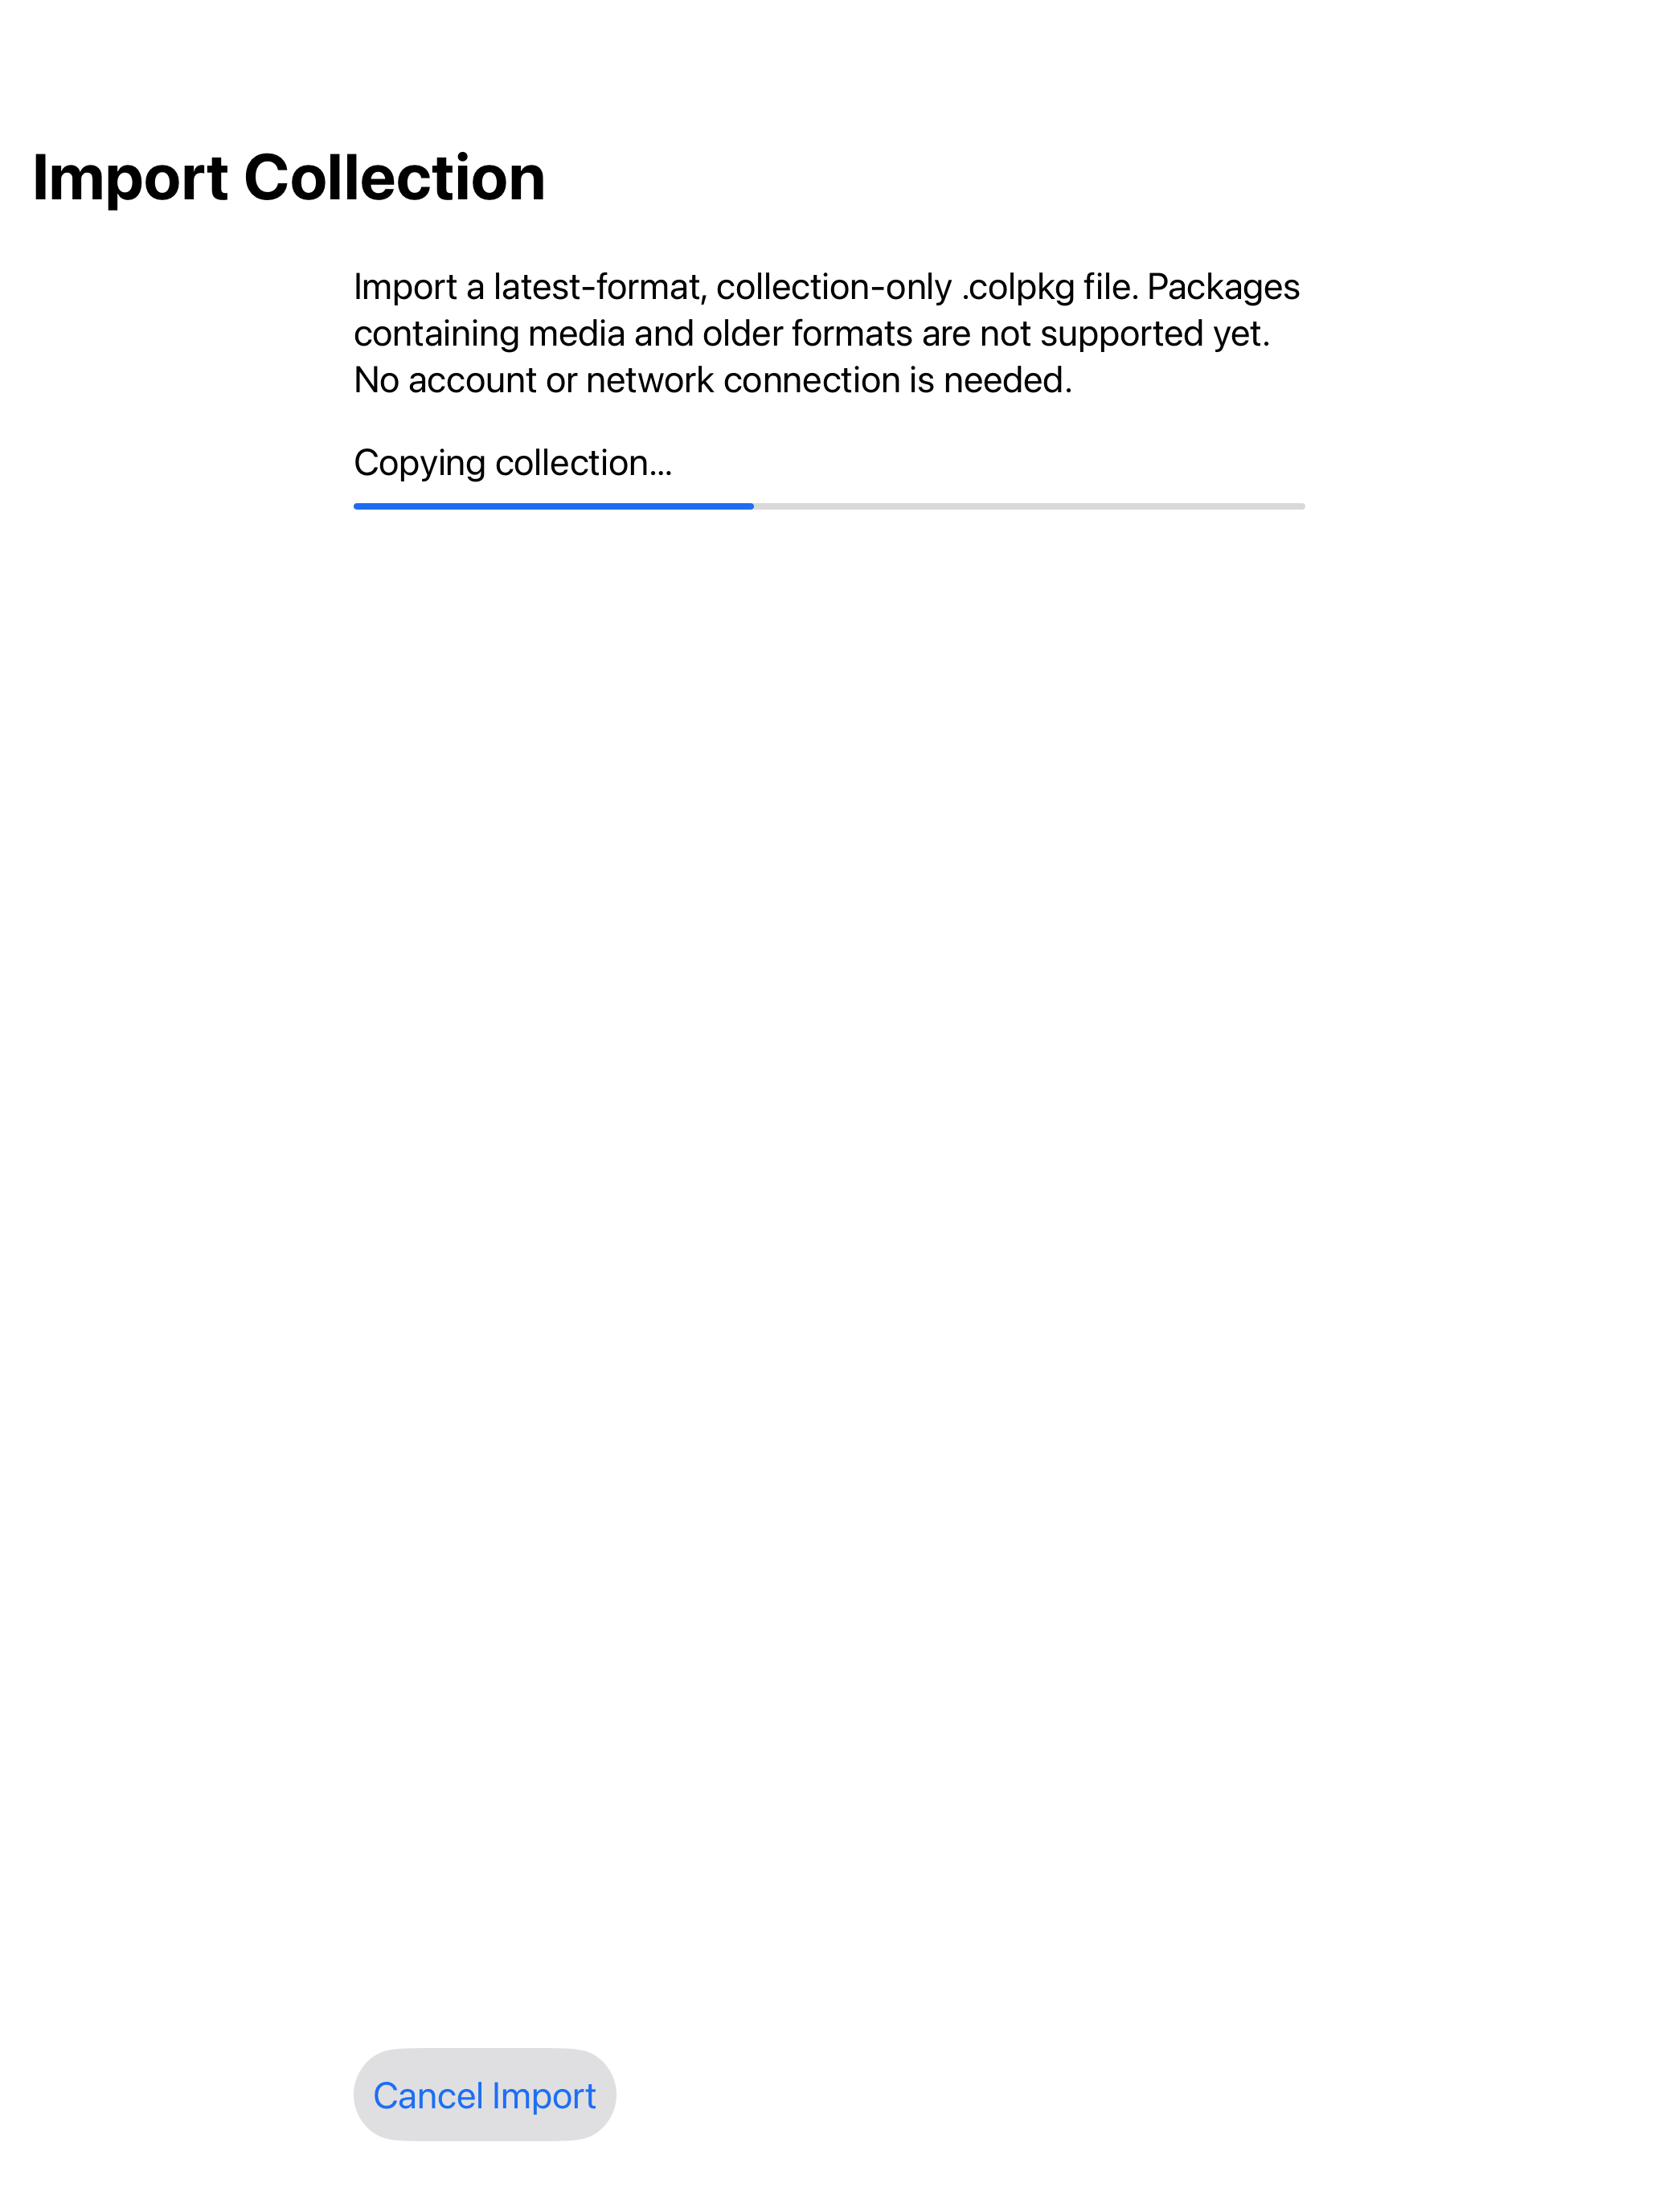 Import Collection
Import a latest-format, collection-only .colpkg file. Packages
containing media and older formats are not supported yet.
No account or network connection is needed.
Copying collection...
Cancel Import